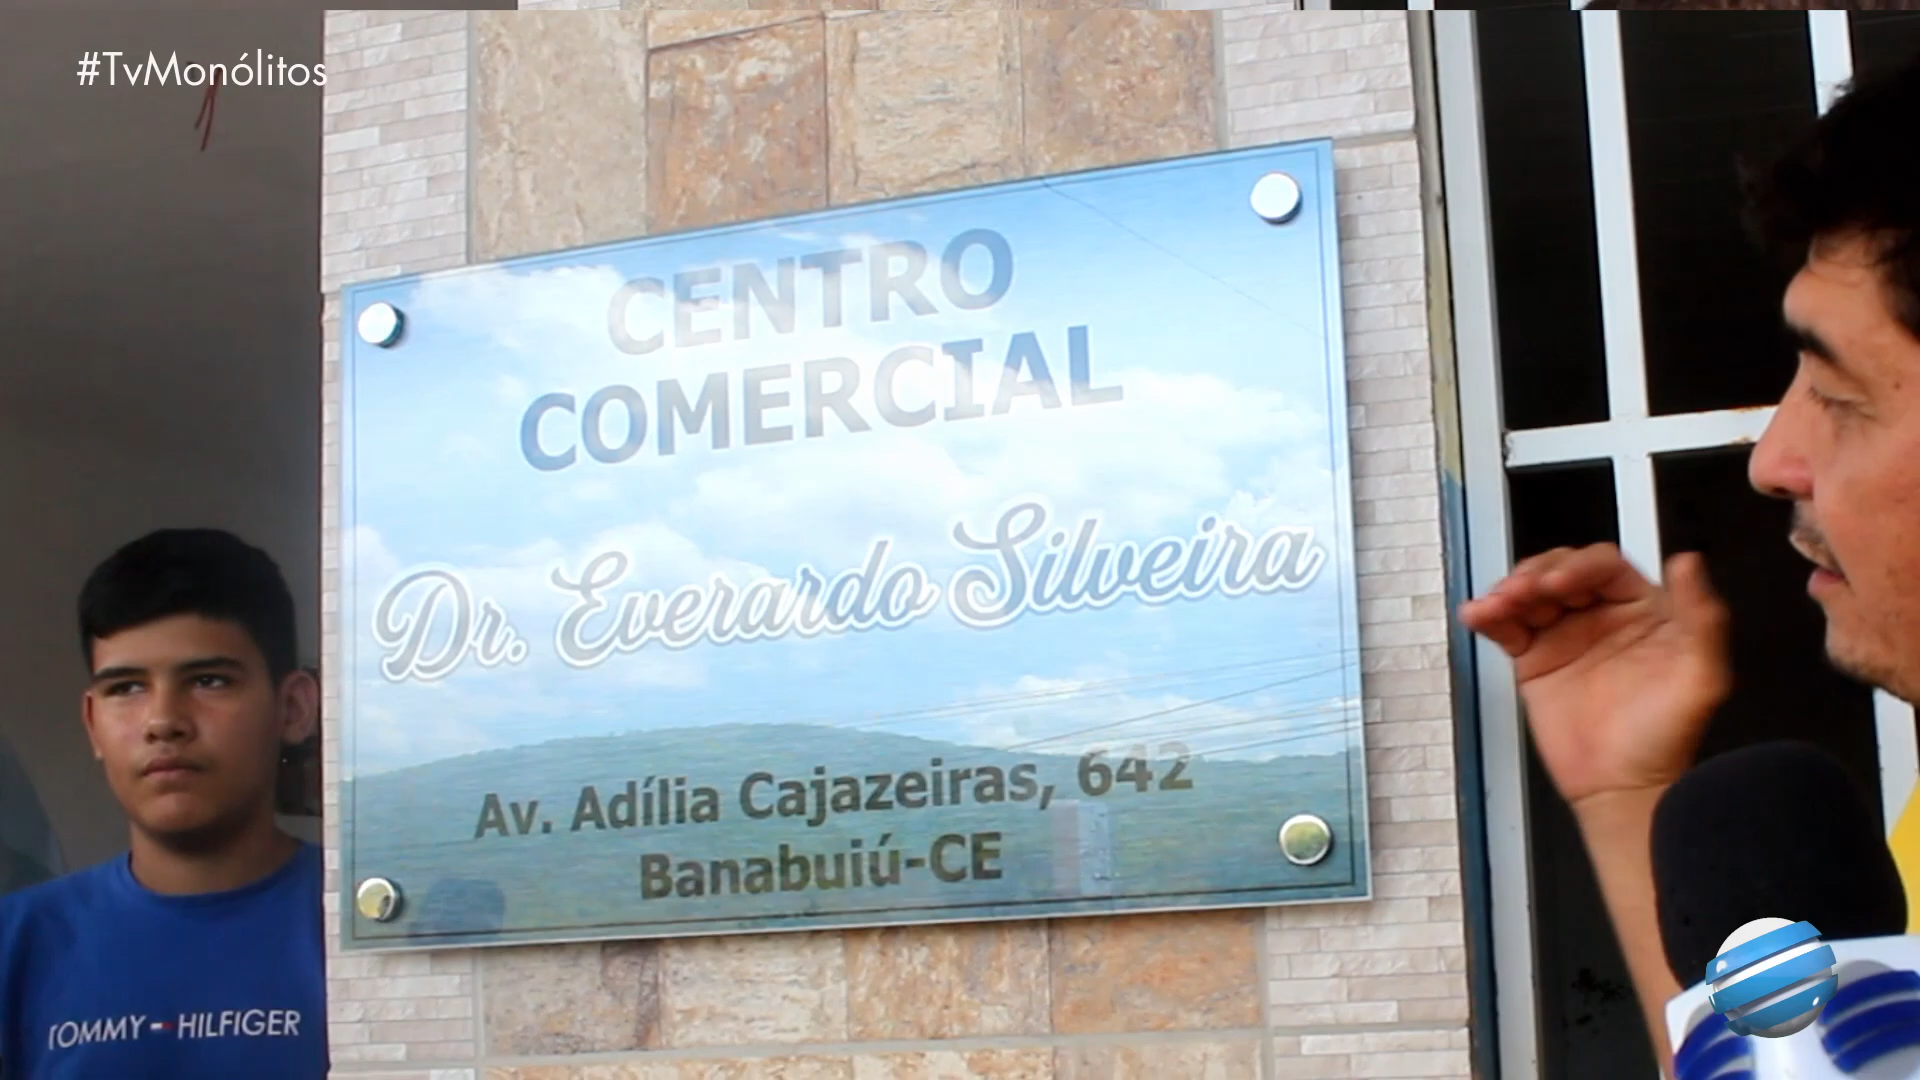 #TvMonólitos
CENTRO
COMERCIAL
Dr. Everardo Silveira
Av. Adília Cajazeiras, 642
Banabuiú-CE
TOMMY HILFIGER